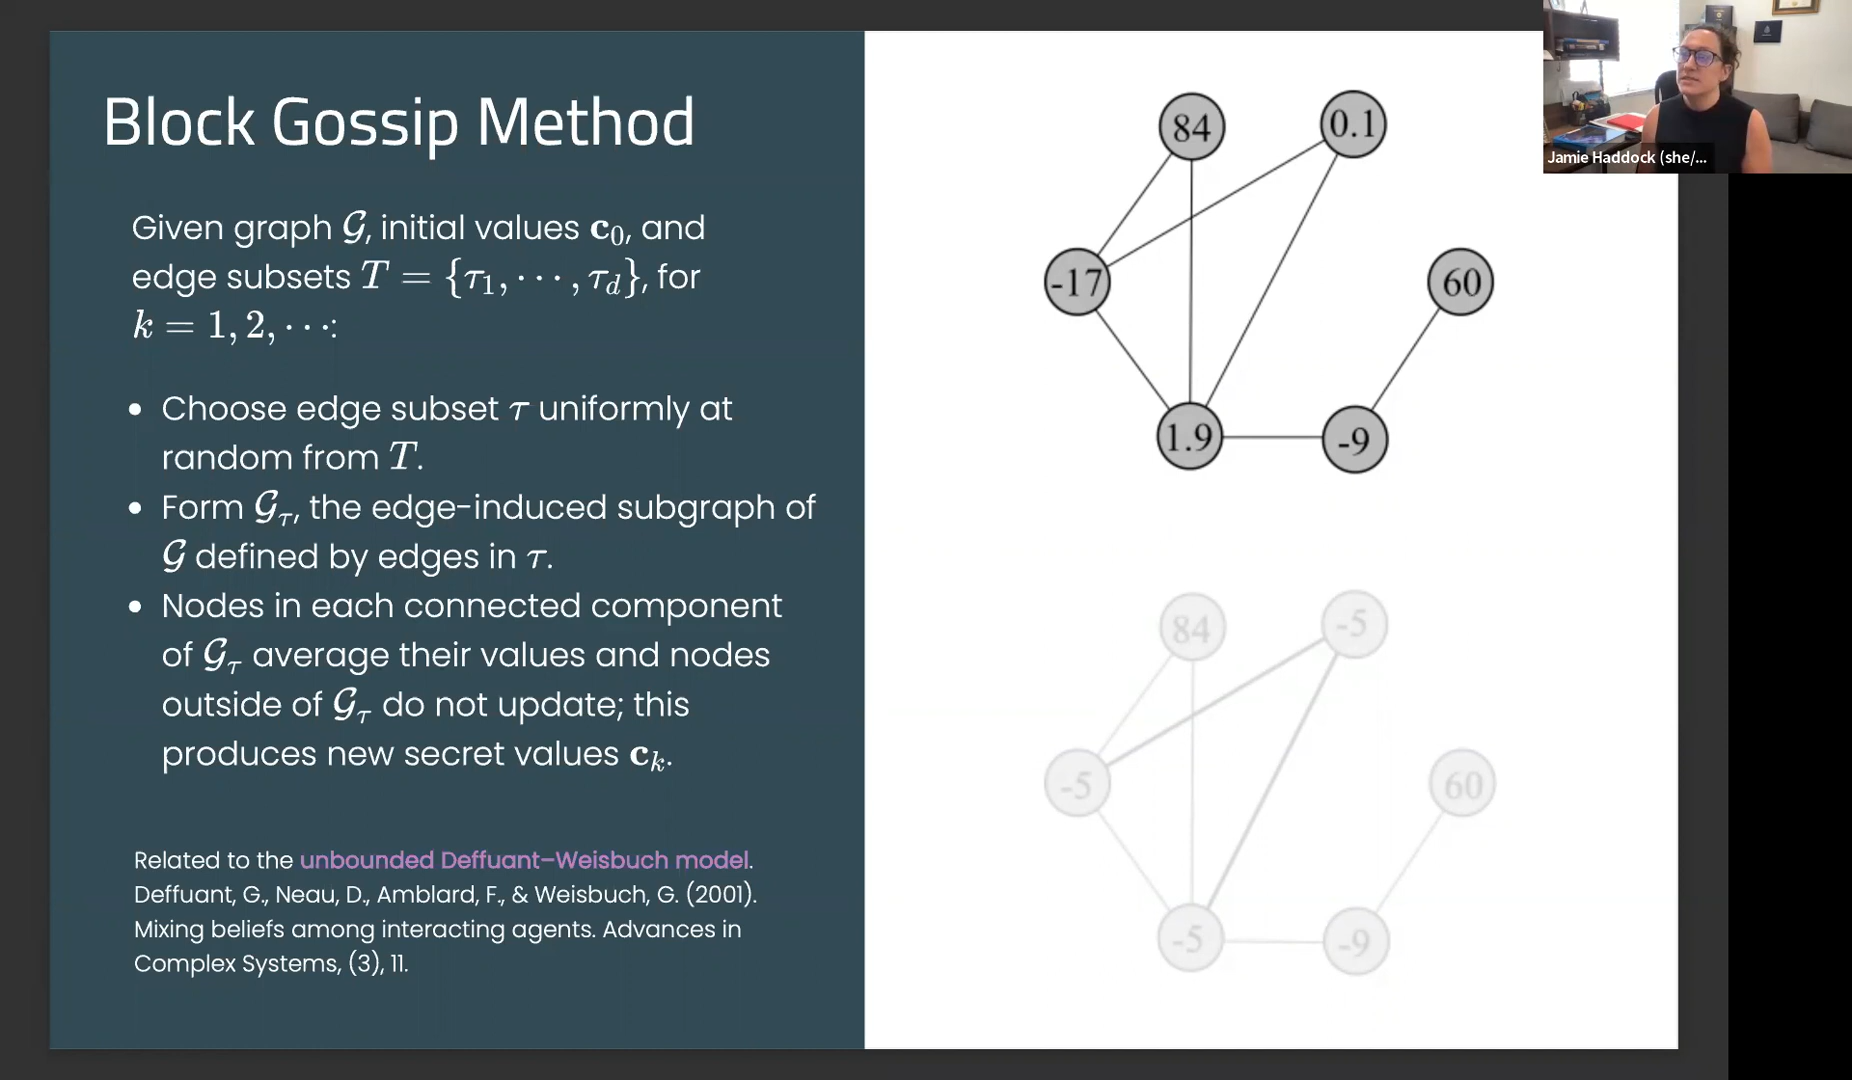 Block Gossip Method
Given graph 𝒢, initial values c₀, and
edge subsets T = {τ₁, ⋯, τ_d}, for
k = 1, 2, ⋯:
• Choose edge subset τ uniformly at
random from T.
• Form 𝒢_τ, the edge-induced subgraph of
𝒢 defined by edges in τ.
• Nodes in each connected component
of 𝒢_τ average their values and nodes
outside of 𝒢_τ do not update; this
produces new secret values c_k.
Related to the unbounded Deffuant–Weisbuch model.
Deffuant, G., Neau, D., Amblard, F., & Weisbuch, G. (2001).
Mixing beliefs among interacting agents. Advances in
Complex Systems, (3), 11.
84
0.1
-17
60
1.9
-9
84
-5
-5
60
-5
-9
Jamie Haddock (she/...